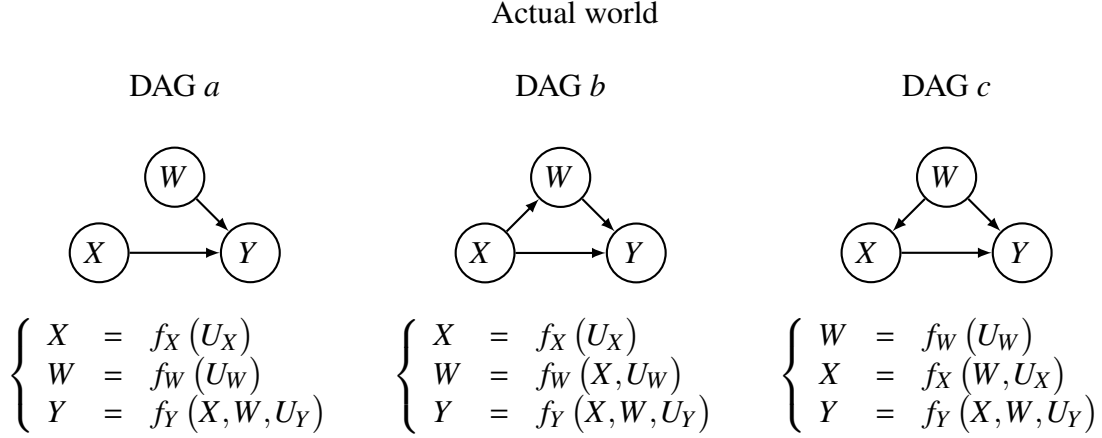 Actual world
DAG a DAG b DAG c
W W W
X Y X Y X Y
{ X = f_X (U_X) { X = f_X (U_X) { W = f_W (U_W)
W = f_W (U_W) W = f_W (X, U_W) X = f_X (W, U_X)
Y = f_Y (X, W, U_Y) Y = f_Y (X, W, U_Y) Y = f_Y (X, W, U_Y)